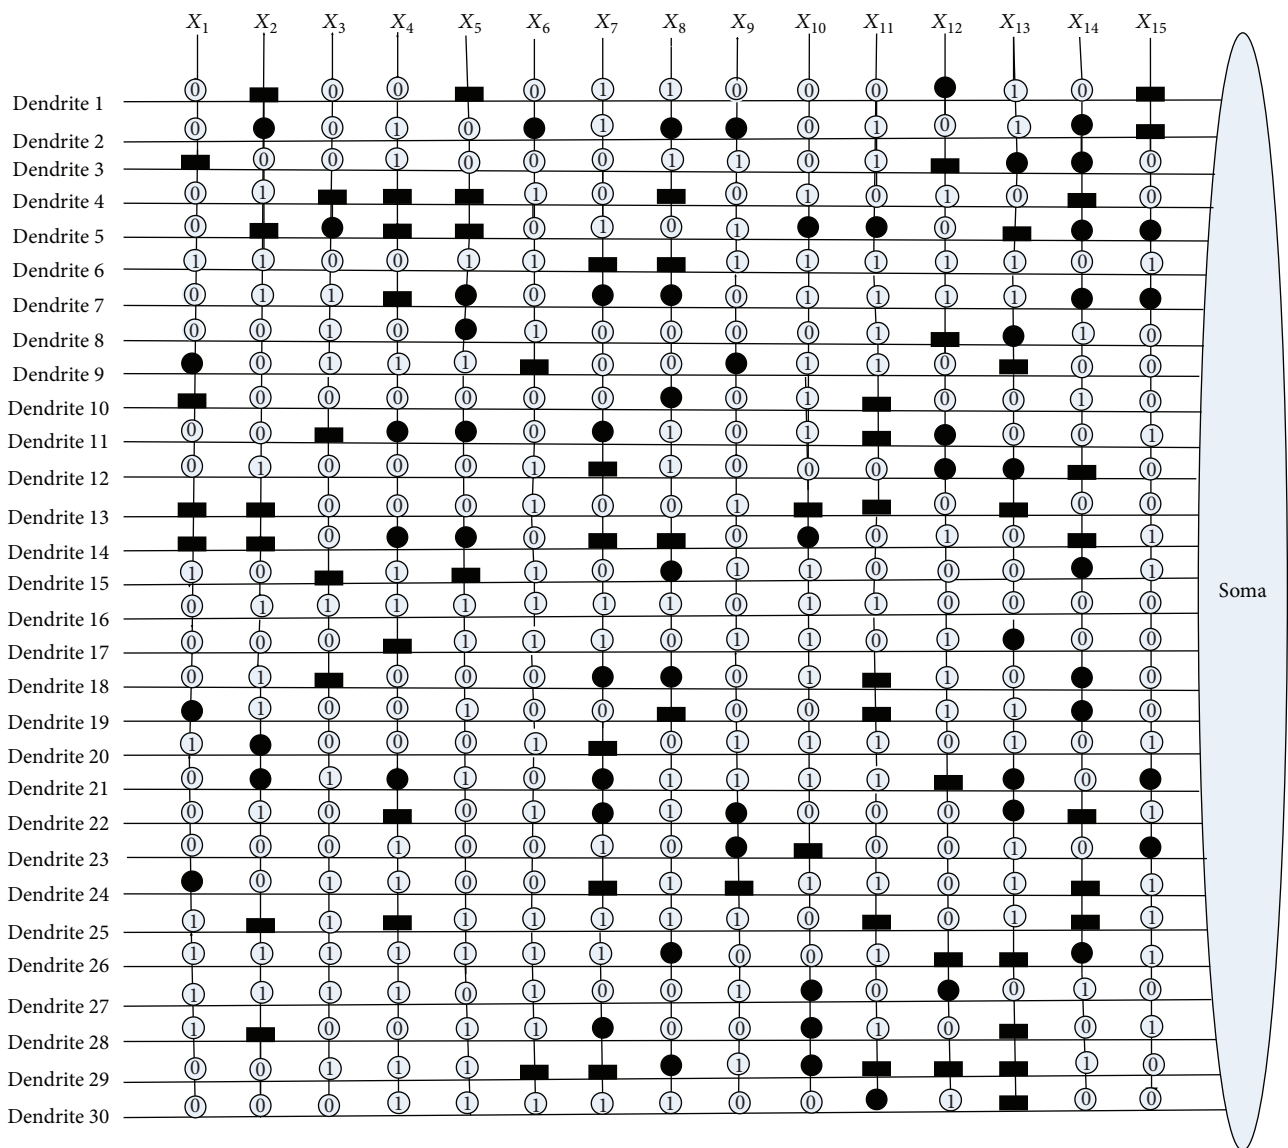 X1 X2 X3 X4 X5 X6 X7 X8 X9 X10 X11 X12 X13 X14 X15
Dendrite 1 0 0 0 0 1 1 0 0 0 1 0
Dendrite 2 0 0 1 0 1 0 1 0 1
Dendrite 3 0 0 1 0 0 0 1 1 0 1 0
Dendrite 4 0 1 1 0 0 1 0 1 0 0
Dendrite 5 0 0 1 0 1 0
Dendrite 6 1 1 0 0 1 1 1 1 1 1 1 0 1
Dendrite 7 0 1 1 0 0 1 1 1 1
Dendrite 8 0 0 1 0 1 0 0 0 0 1 1 0
Dendrite 9 0 1 1 1 0 0 1 1 0 0 0
Dendrite 10 0 0 0 0 0 0 0 1 0 0 1 0
Dendrite 11 0 0 0 1 0 1 0 0 1
Dendrite 12 0 1 0 0 0 1 1 0 0 0 0
Dendrite 13 0 0 0 1 0 0 1 0 0 0
Dendrite 14 0 0 0 0 1 0 1
Dendrite 15 1 0 1 1 0 1 1 0 0 0 1
Soma
Dendrite 16 0 1 1 1 1 1 1 1 0 1 1 0 0 0 0
Dendrite 17 0 0 0 1 1 1 0 1 1 0 1 0 0
Dendrite 18 0 1 0 0 0 0 1 1 0 0
Dendrite 19 1 0 0 1 0 0 0 0 1 1 0
Dendrite 20 1 0 0 0 1 0 1 1 1 0 1 0 1
Dendrite 21 0 1 1 0 1 1 1 1 0
Dendrite 22 0 1 0 0 1 1 0 0 0 1
Dendrite 23 0 0 0 1 0 0 1 0 0 0 1 0
Dendrite 24 0 1 1 0 0 1 1 1 0 1 1
Dendrite 25 1 1 1 1 1 1 1 0 0 1 1
Dendrite 26 1 1 1 1 1 1 1 0 0 1 1
Dendrite 27 1 1 1 1 0 1 0 0 1 0 0 1 0
Dendrite 28 1 0 0 1 1 0 0 1 0 0 1
Dendrite 29 0 0 1 1 1 1 1 0
Dendrite 30 0 0 0 1 1 1 1 1 0 0 1 0 0